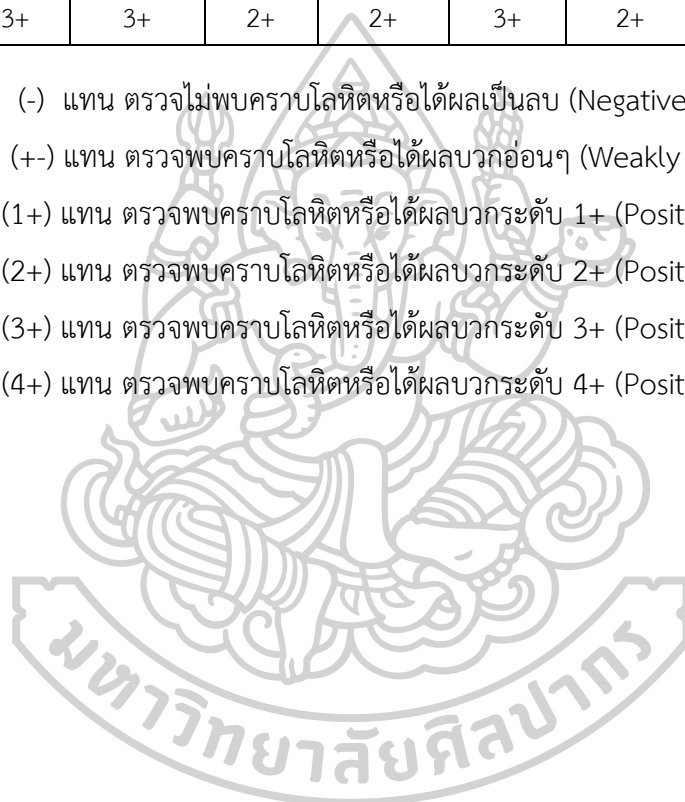 3+ 3+ 2+ 2+ 3+ 2+
(-) แทน ตรวจไม่พบคราบโลหิตหรือได้ผลเป็นลบ (Negative
(+-) แทน ตรวจพบคราบโลหิตหรือได้ผลบวกอ่อนๆ (Weakly
(1+) แทน ตรวจพบคราบโลหิตหรือได้ผลบวกระดับ 1+ (Posit
(2+) แทน ตรวจพบคราบโลหิตหรือได้ผลบวกระดับ 2+ (Posit
(3+) แทน ตรวจพบคราบโลหิตหรือได้ผลบวกระดับ 3+ (Posit
(4+) แทน ตรวจพบคราบโลหิตหรือได้ผลบวกระดับ 4+ (Posit
มหาวิทยาลัยศิลปากร